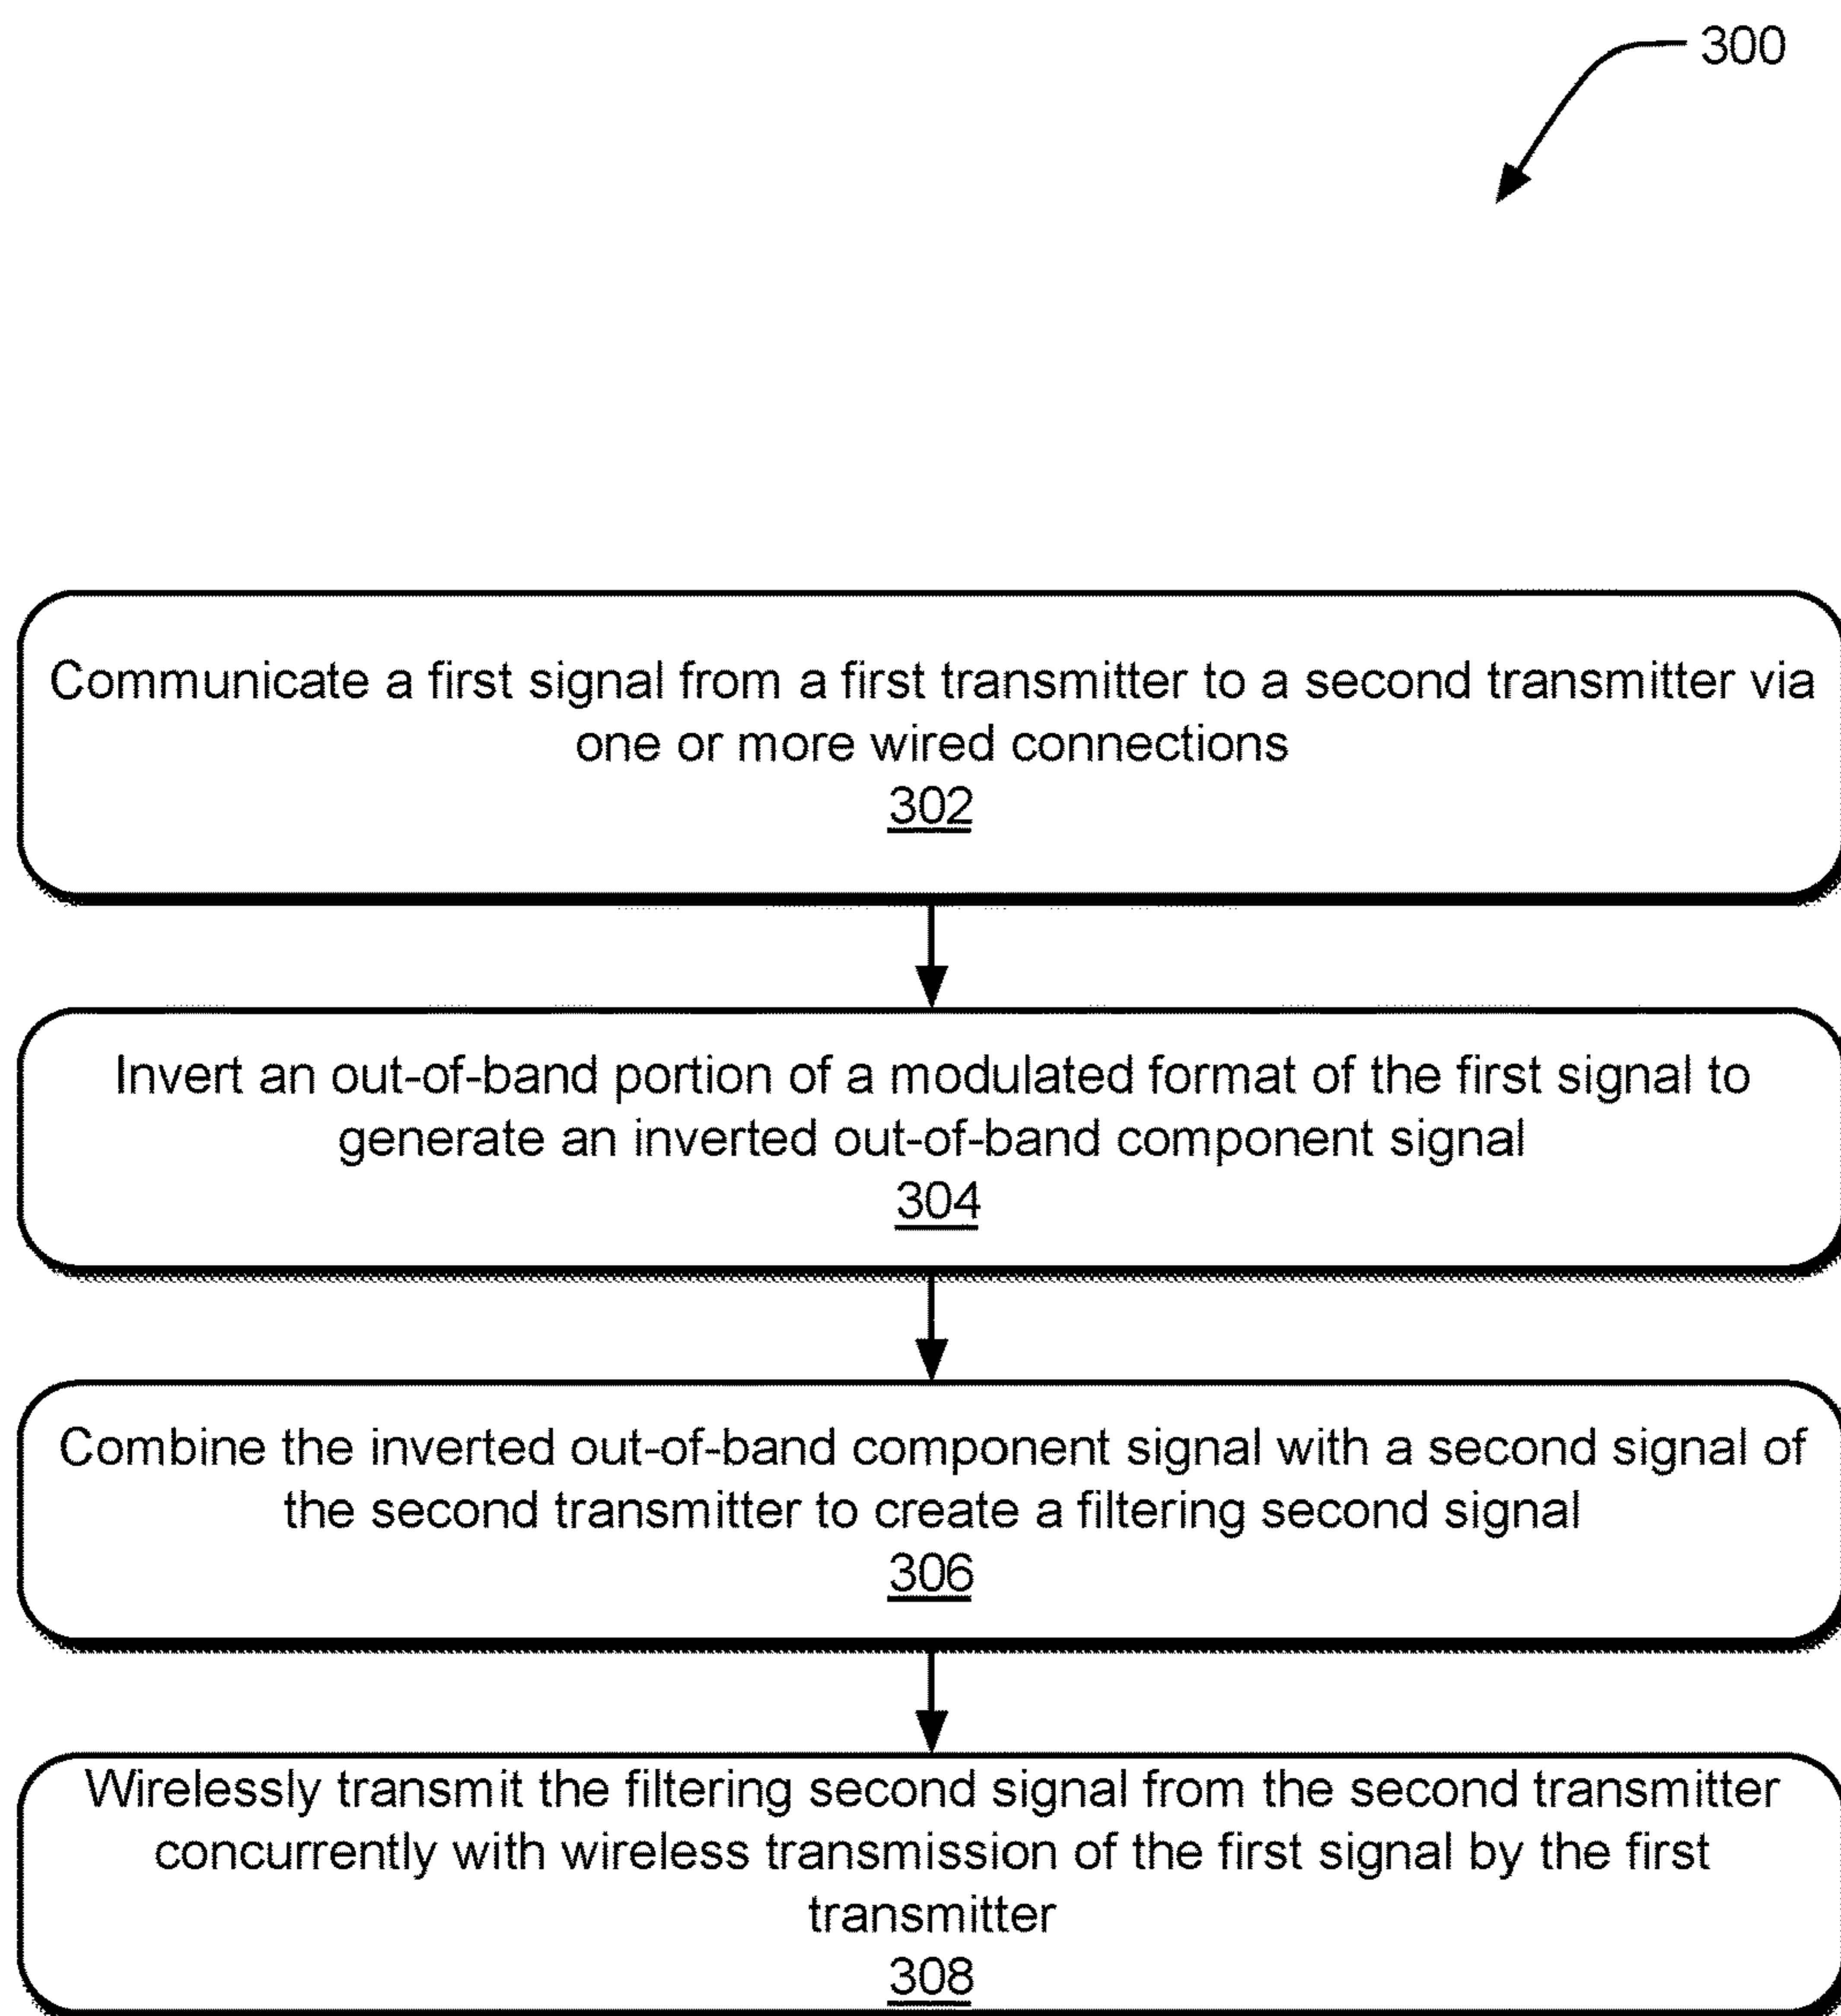 300
Communicate a first signal from a first transmitter to a second transmitter via
one or more wired connections
302
Invert an out-of-band portion of a modulated format of the first signal to
generate an inverted out-of-band component signal
304
Combine the inverted out-of-band component signal with a second signal of
the second transmitter to create a filtering second signal
306
Wirelessly transmit the filtering second signal from the second transmitter
concurrently with wireless transmission of the first signal by the first
transmitter
308